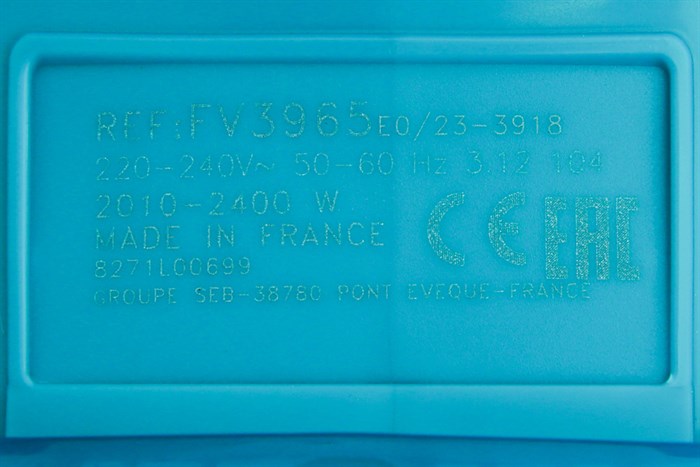 REF:FV3965E0/23-3918
220-240V~ 50-60 Hz 3.12 104
2010-2400 W
MADE IN FRANCE
8271L00699
GROUPE SEB-38780 PONT EVEQUE-FRANCE
CE EAC